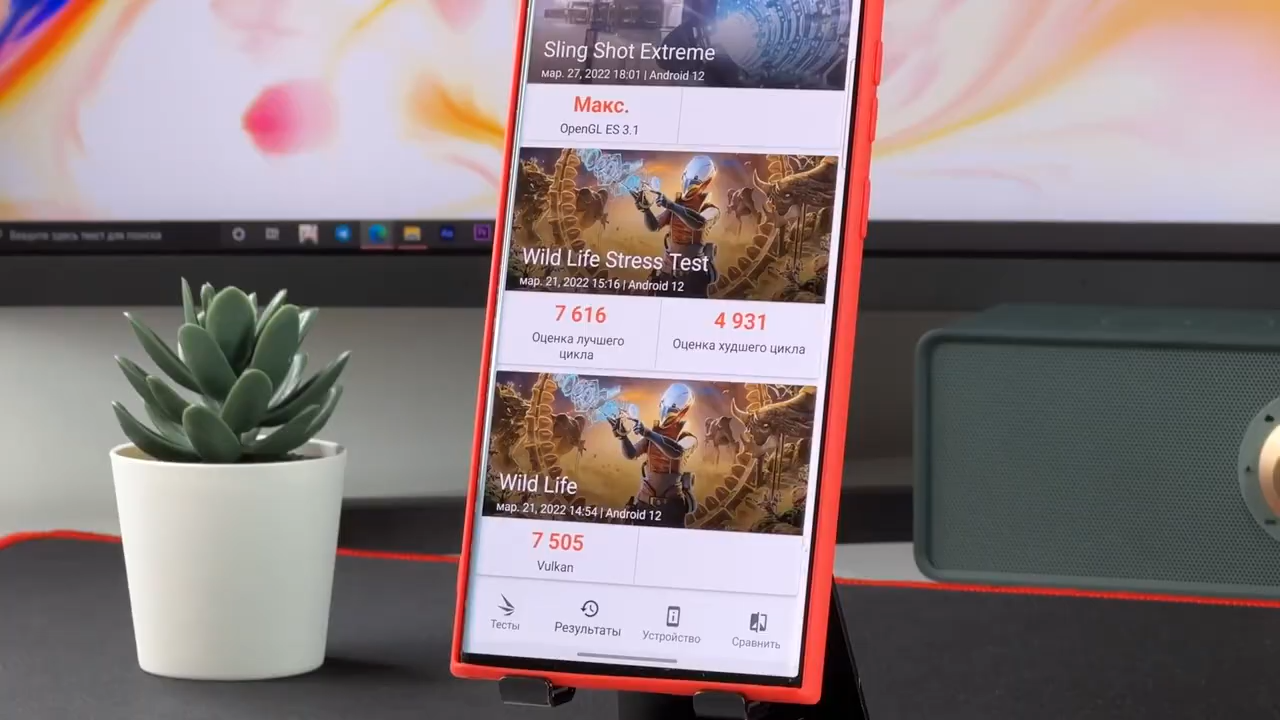 Sling Shot Extreme
мар. 27, 2022 18:01 | Android 12
Макс.
OpenGL ES 3.1
Wild Life Stress Test
мар. 21, 2022 15:16 | Android 12
7 616
4 931
Оценка лучшего
цикла
Оценка худшего цикла
Wild Life
мар. 21, 2022 14:54 | Android 12
7 505
Vulkan
Тесты
Результаты
Устройство
Сравнить
Введите здесь текст для поиска